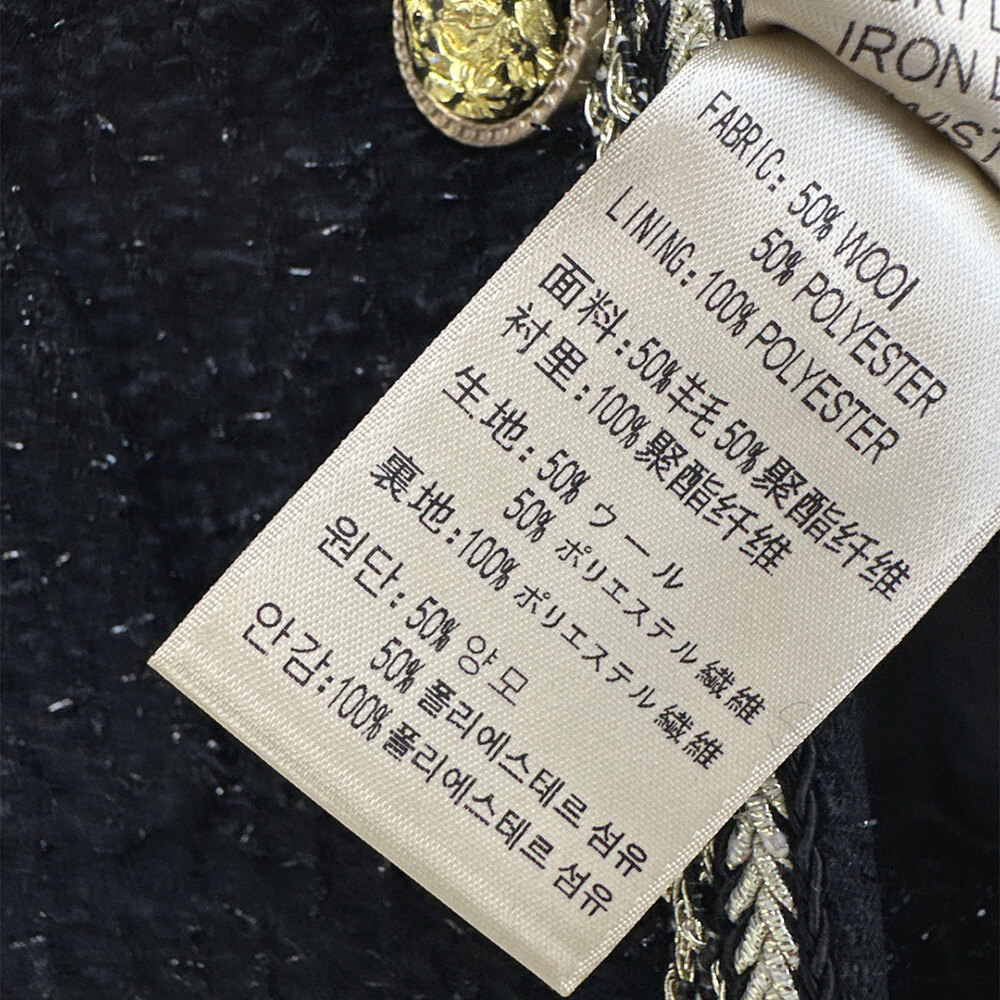 IRON
FABRIC: 50% WOOl
50% POLYESTER
LINING: 100% POLYESTER
面料:50%羊毛 50%聚酯纤维
衬里:100%聚酯纤维
生地: 50% ウール
50% ポリエステル繊維
裏地:100% ポリエステル繊維
원단: 50% 양모
50% 폴리에스테르 섬유
안감:100% 폴리에스테르 섬유